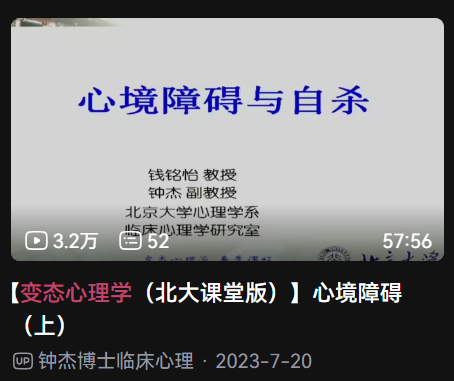 心境障碍与自杀
钱铭怡 教授
钟杰 副教授
北京大学心理学系
临床心理学研究室
3.2万 52 57:56
【变态心理学（北大课堂版）】心境障碍
（上）
UP 钟杰博士临床心理 · 2023-7-20